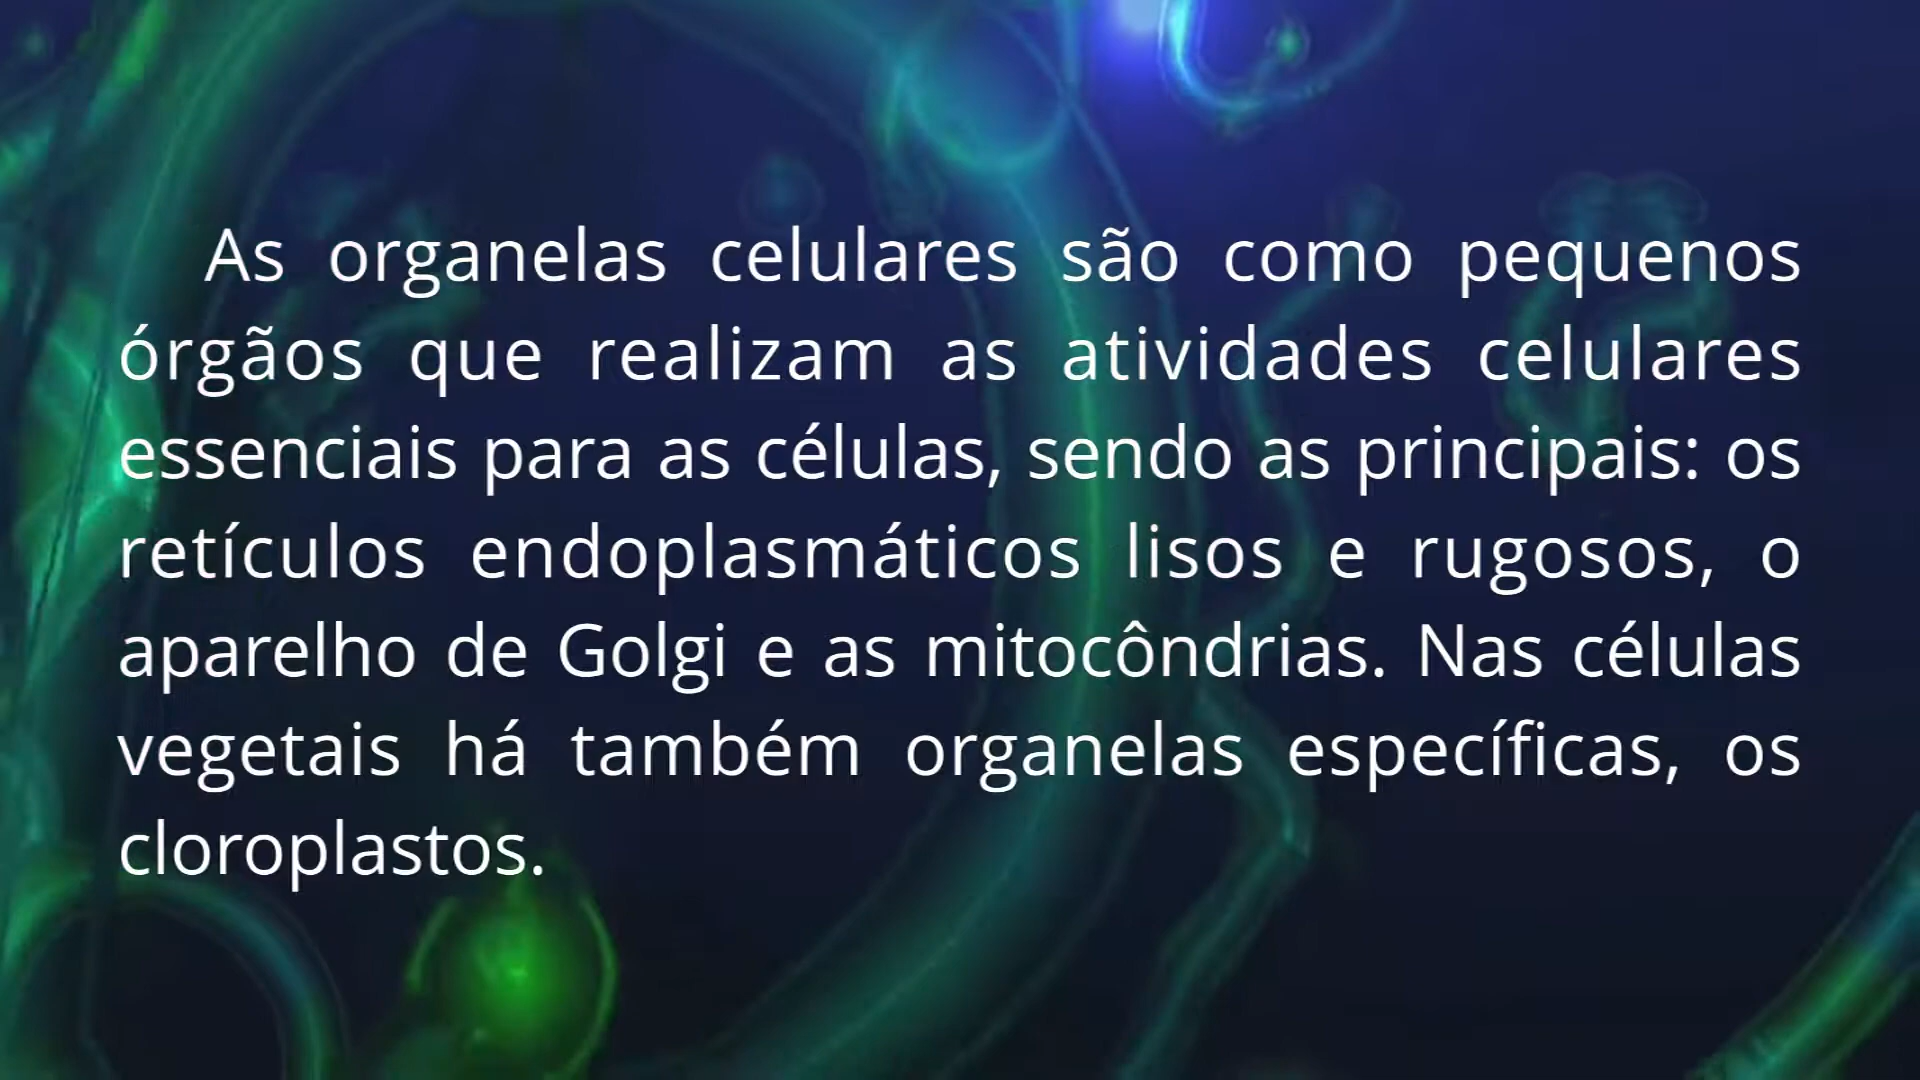 As organelas celulares são como pequenos
órgãos que realizam as atividades celulares
essenciais para as células, sendo as principais: os
retículos endoplasmáticos lisos e rugosos, o
aparelho de Golgi e as mitocôndrias. Nas células
vegetais há também organelas específicas, os
cloroplastos.